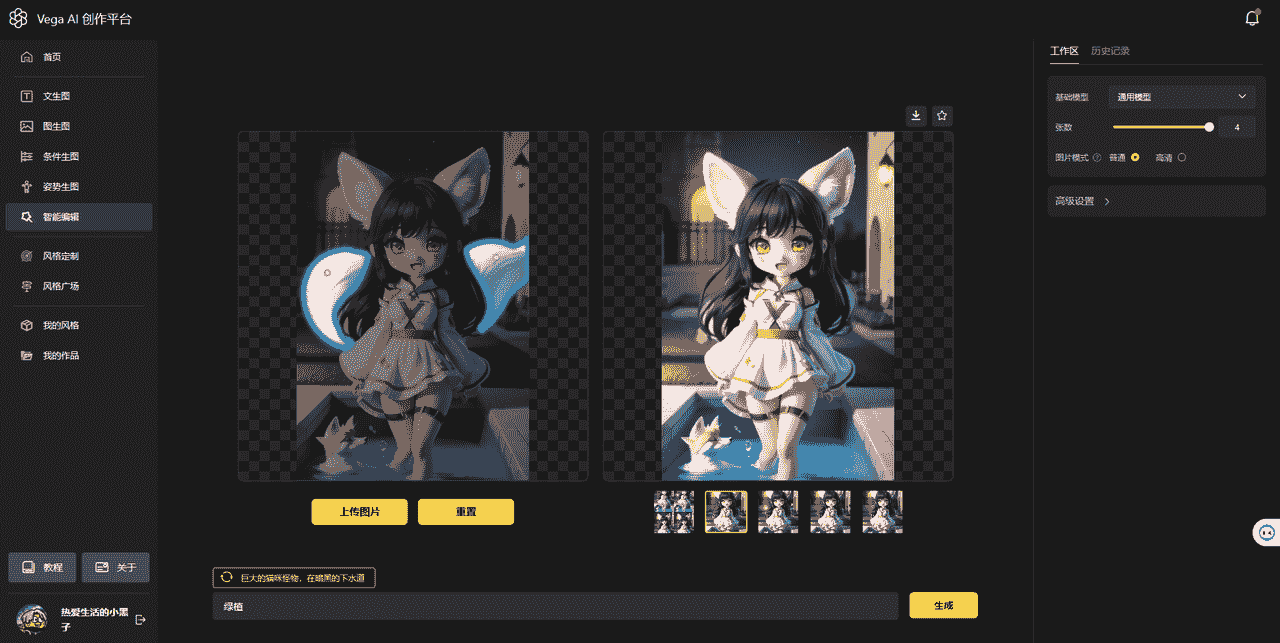 Vega AI 创作平台
首页
文生图
图生图
条件生图
姿势生图
智能编辑
风格定制
风格广场
我的风格
我的作品
教程
关于
热爱生活的小黑
子
上传图片
重置
巨大的猫咪怪物，在暗黑的下水道
绿植
生成
工作区
历史记录
基础模型
通用模型
张数
4
图片模式
普通
高清
高级设置